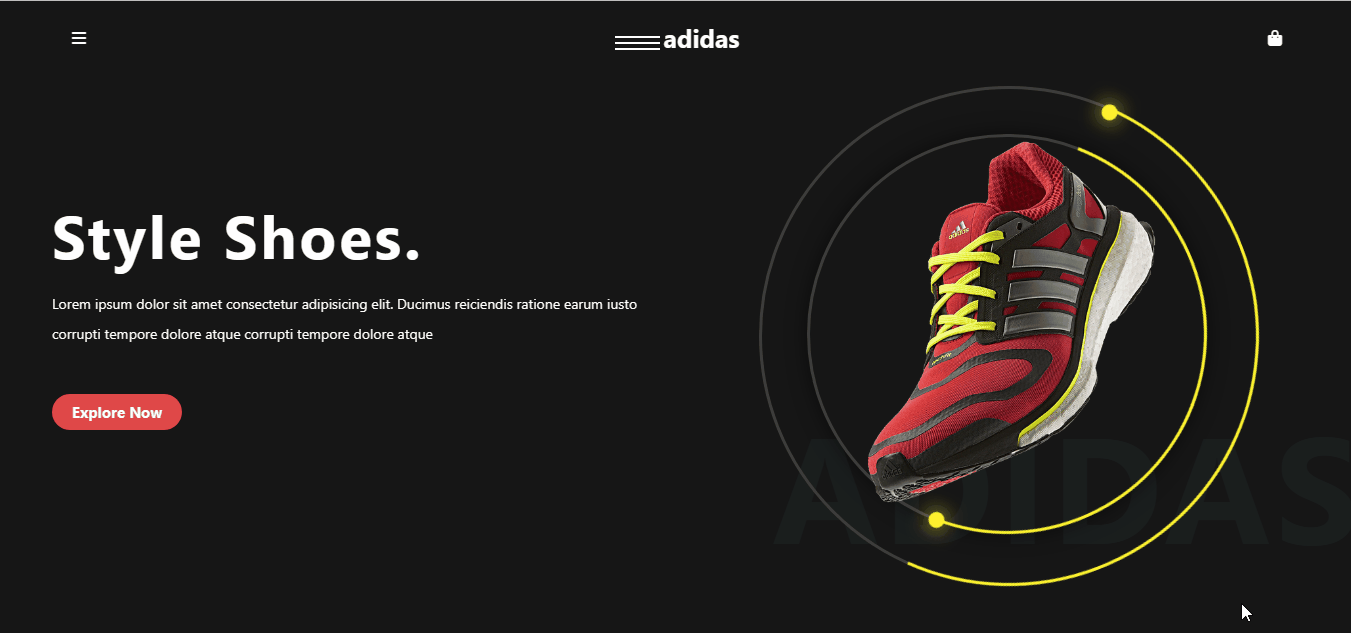 adidas
Style Shoes.
Lorem ipsum dolor sit amet consectetur adipisicing elit. Ducimus reiciendis ratione earum iusto
corrupti tempore dolore atque corrupti tempore dolore atque
Explore Now
adidas
ADIDAS